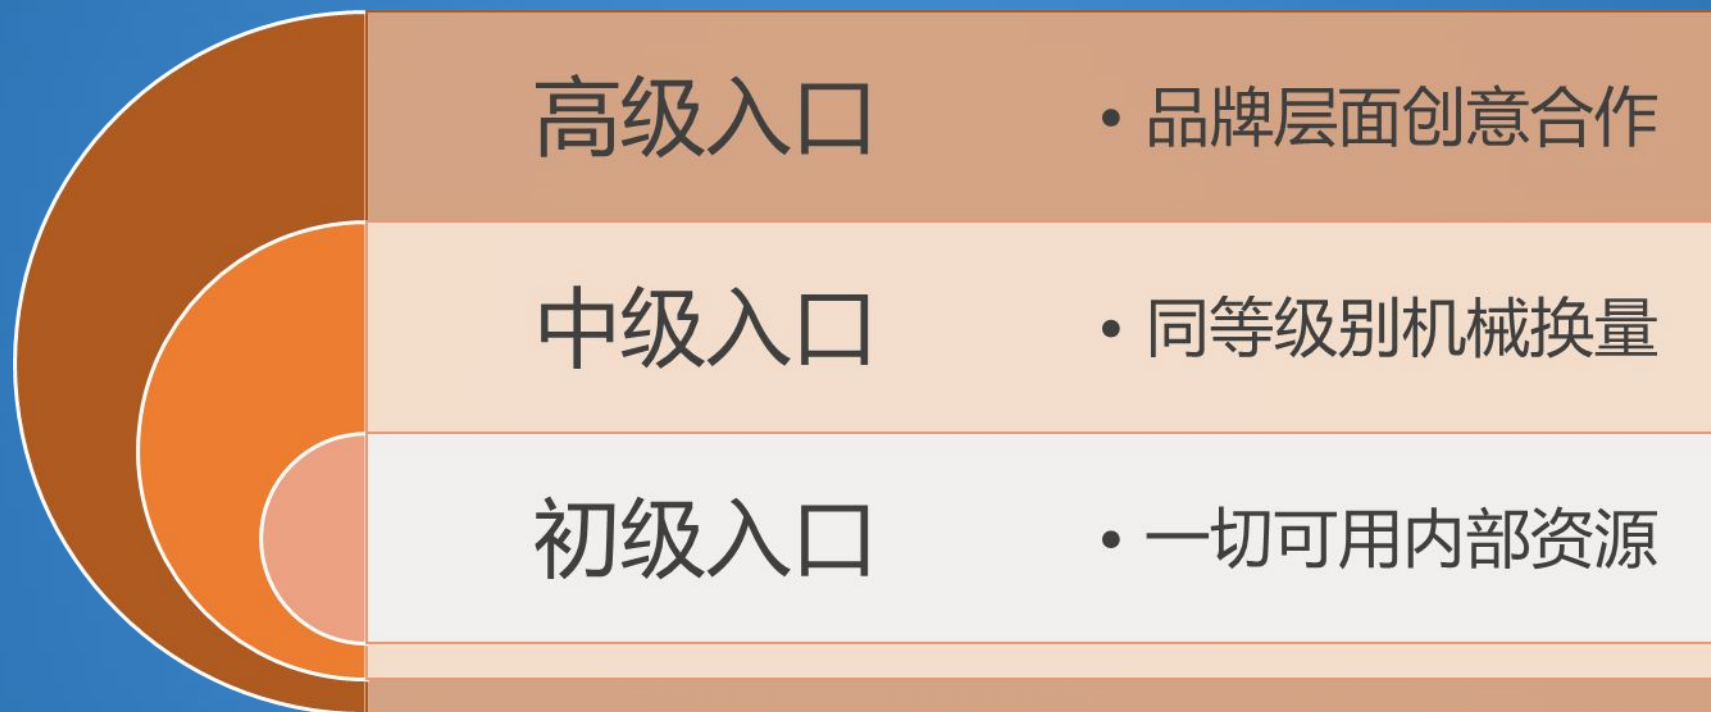 高级入口 • 品牌层面创意合作
中级入口 • 同等级别机械换量
初级入口 • 一切可用内部资源